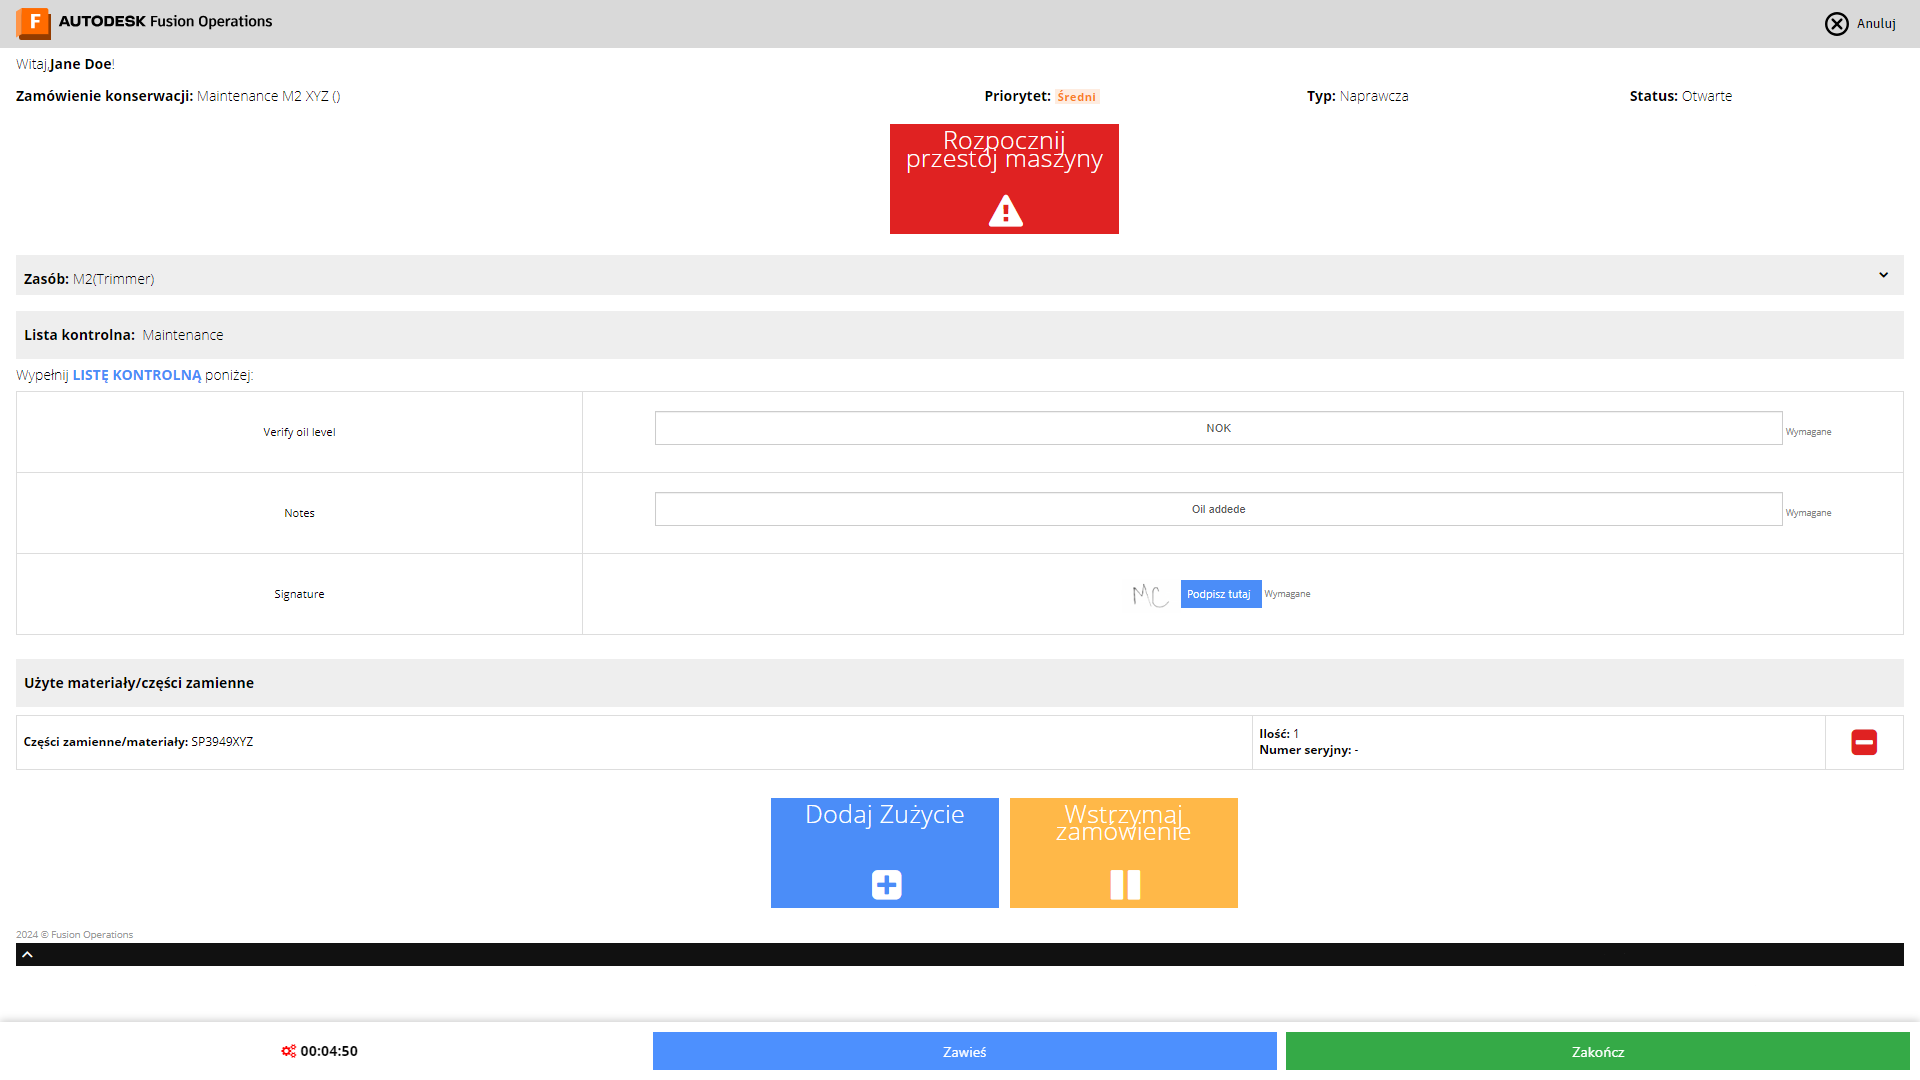 F AUTODESK Fusion Operations
Anuluj
Witaj,Jane Doe!
Zamówienie konserwacji: Maintenance M2 XYZ ()
Priorytet: Średni
Typ: Naprawcza
Status: Otwarte
Rozpocznij
przestój maszyny
Zasób: M2(Trimmer)
Lista kontrolna: Maintenance
Wypełnij LISTĘ KONTROLNĄ poniżej:
Verify oil level
NOK
Wymagane
Notes
Oil addede
Wymagane
Signature
MC
Podpisz tutaj
Wymagane
Użyte materiały/części zamienne
Części zamienne/materiały: SP3949XYZ
Ilość: 1
Numer seryjny: -
Dodaj Zużycie
Wstrzymaj
zamówienie
2024 © Fusion Operations
00:04:50
Zawieś
Zakończ